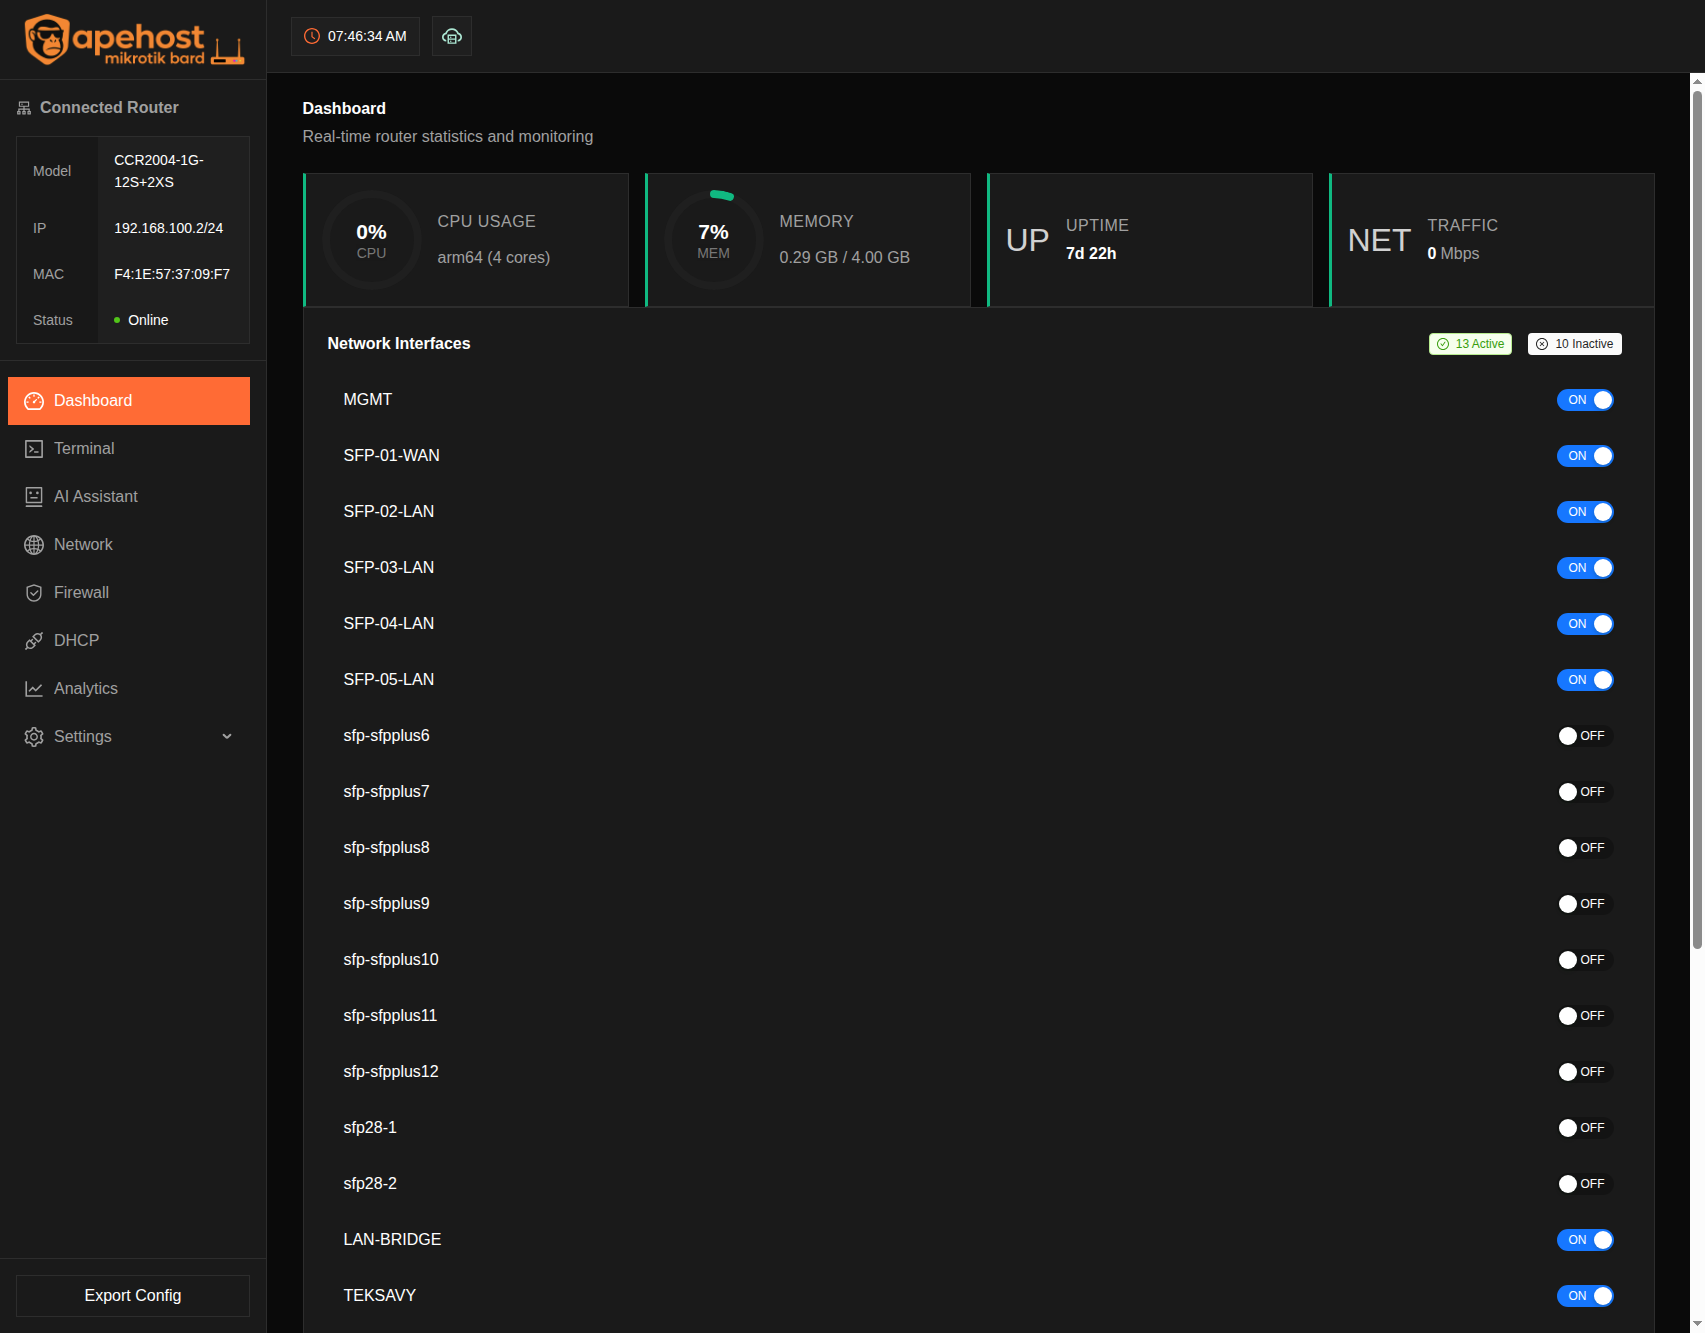 apehost
mikrotik bard
07:46:34 AM
Connected Router
Model
CCR2004-1G-
12S+2XS
IP
192.168.100.2/24
MAC
F4:1E:57:37:09:F7
Status
Online
Dashboard
Terminal
AI Assistant
Network
Firewall
DHCP
Analytics
Settings
Export Config
Dashboard
Real-time router statistics and monitoring
0%
CPU
CPU USAGE
arm64 (4 cores)
7%
MEM
MEMORY
0.29 GB / 4.00 GB
UP
UPTIME
7d 22h
NET
TRAFFIC
0 Mbps
Network Interfaces
13 Active
10 Inactive
MGMT
ON
SFP-01-WAN
ON
SFP-02-LAN
ON
SFP-03-LAN
ON
SFP-04-LAN
ON
SFP-05-LAN
ON
sfp-sfpplus6
OFF
sfp-sfpplus7
OFF
sfp-sfpplus8
OFF
sfp-sfpplus9
OFF
sfp-sfpplus10
OFF
sfp-sfpplus11
OFF
sfp-sfpplus12
OFF
sfp28-1
OFF
sfp28-2
OFF
LAN-BRIDGE
ON
TEKSAVY
ON